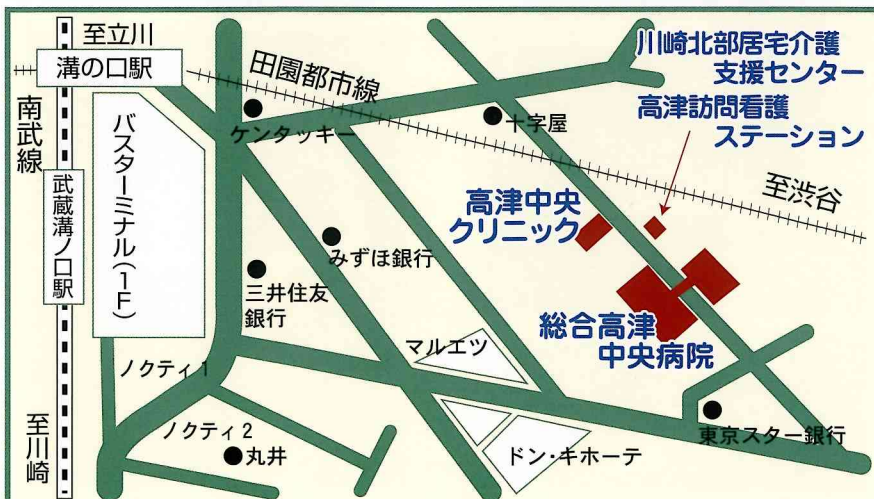 至立川
溝の口駅
南武線
武蔵溝ノ口駅
至川崎
バスターミナル(1F)
田園都市線
至渋谷
ケンタッキー
十字屋
川崎北部居宅介護
支援センター
高津訪問看護
ステーション
高津中央
クリニック
総合高津
中央病院
みずほ銀行
三井住友
銀行
マルエツ
ノクティ1
ノクティ2
丸井
ドン・キホーテ
東京スター銀行